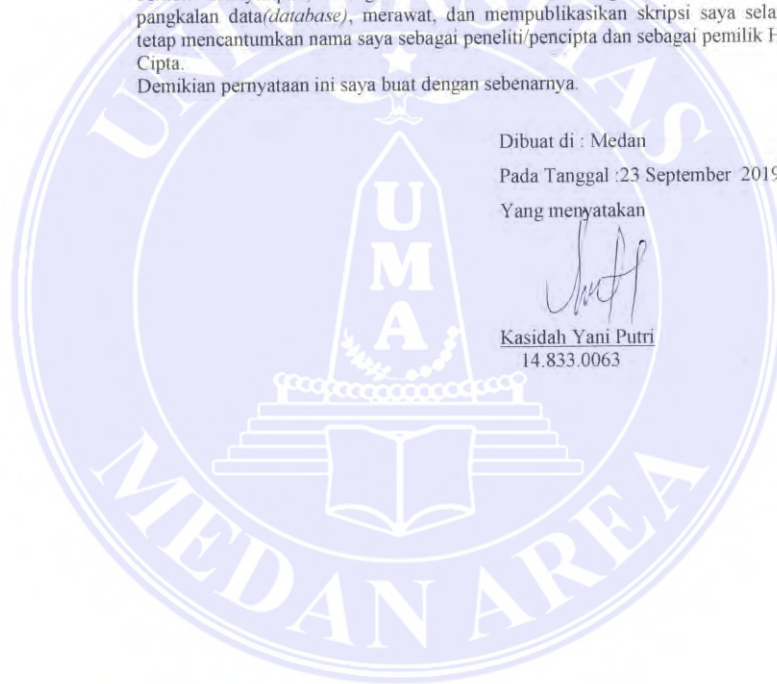 pangkalan data(database), merawat, dan mempublikasikan skripsi saya sela
tetap mencantumkan nama saya sebagai peneliti/pencipta dan sebagai pemilik H
Cipta.
Demikian pernyataan ini saya buat dengan sebenarnya.
Dibuat di : Medan
Pada Tanggal :23 September 2019
Yang menyatakan
Kasidah Yani Putri
14.833.0063
UNIVERSITAS
UMA
MEDAN AREA